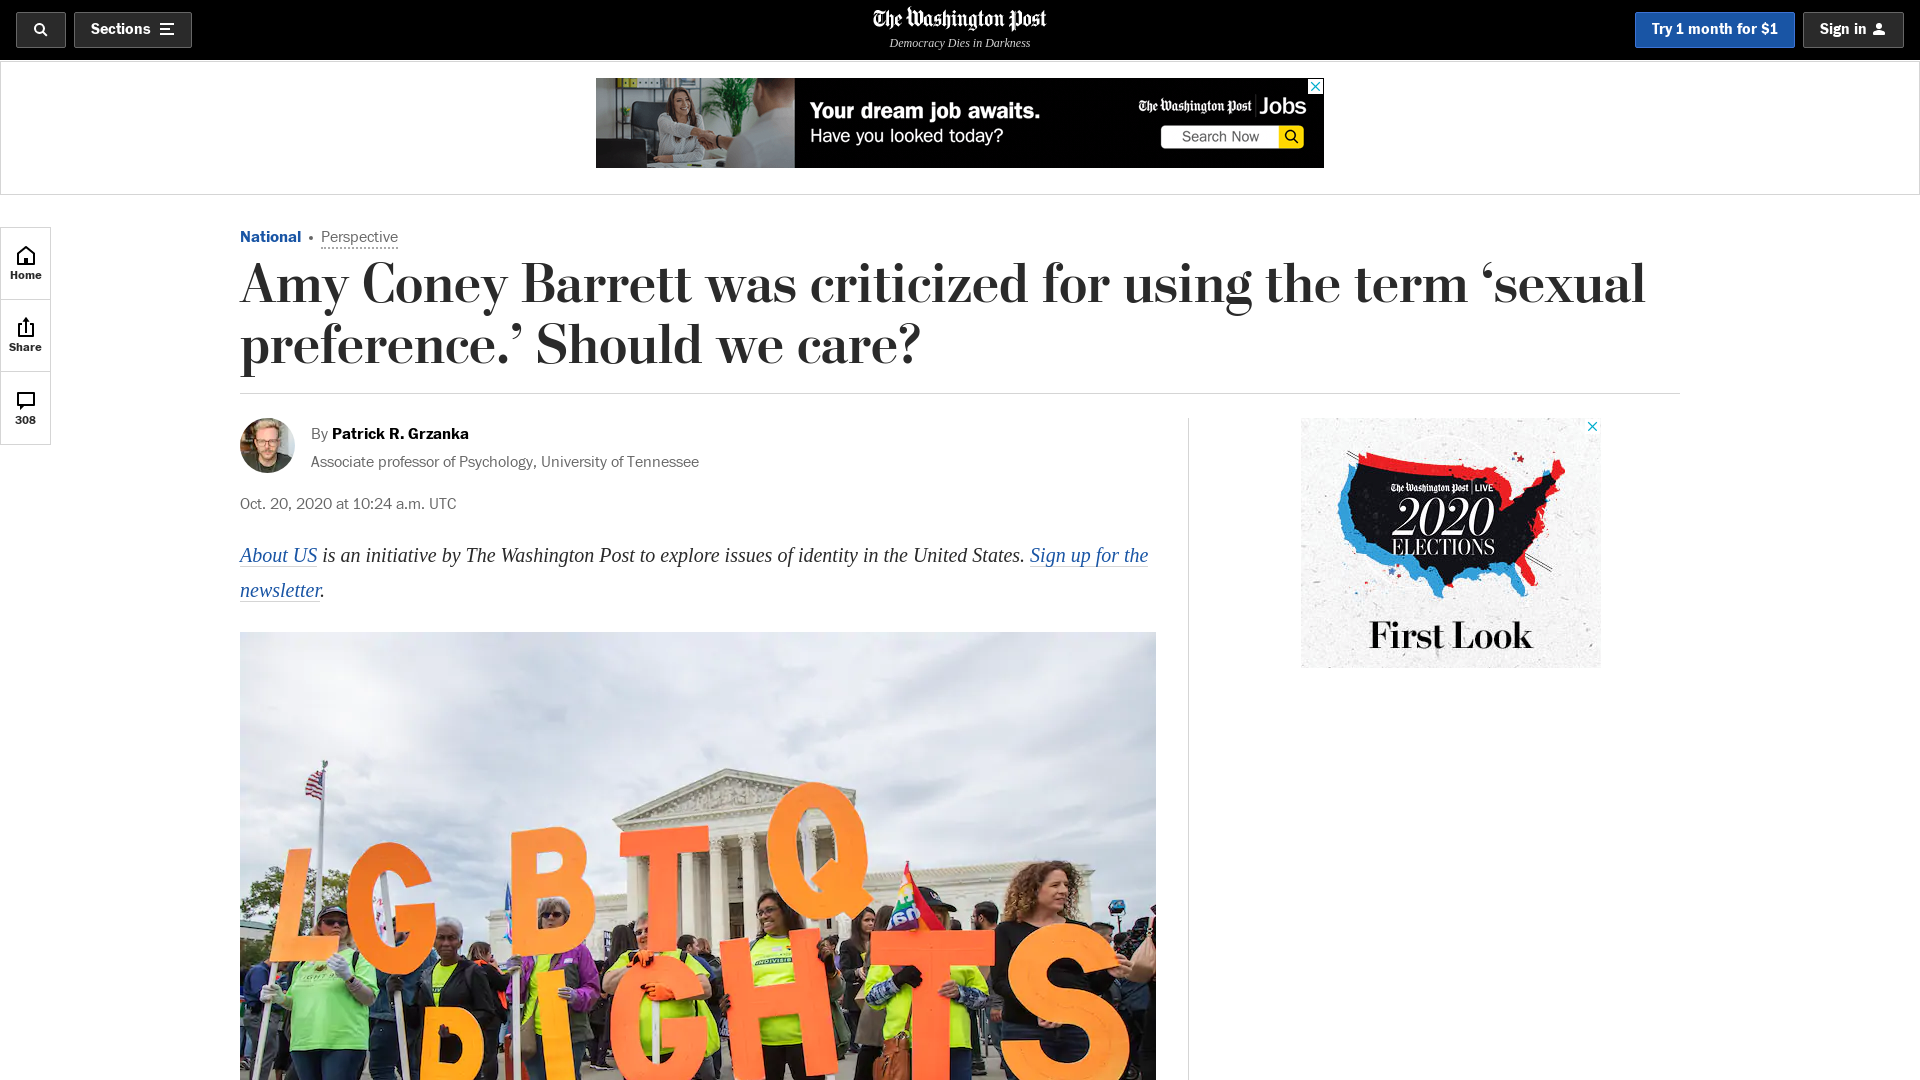 Sections
The Washington Post
Democracy Dies in Darkness
Try 1 month for $1
Sign in
Your dream job awaits.
Have you looked today?
The Washington Post Jobs
Search Now
Home
Share
308
National • Perspective
Amy Coney Barrett was criticized for using the term ‘sexual
preference.’ Should we care?
By Patrick R. Grzanka
Associate professor of Psychology, University of Tennessee
Oct. 20, 2020 at 10:24 a.m. UTC
About US is an initiative by The Washington Post to explore issues of identity in the United States. Sign up for the
newsletter.
The Washington Post LIVE
2020
ELECTIONS
First Look
LGBTQ
RIGHTS